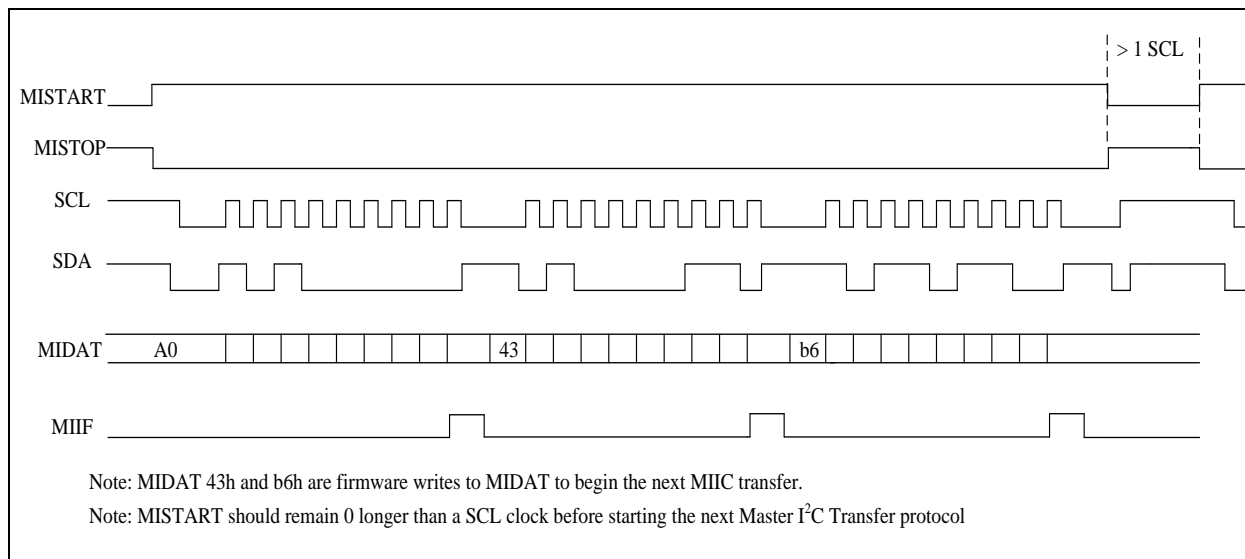 > 1 SCL
MISTART
MISTOP
SCL
SDA
MIDAT A0 43 b6
MIIF
Note: MIDAT 43h and b6h are firmware writes to MIDAT to begin the next MIIC transfer.
Note: MISTART should remain 0 longer than a SCL clock before starting the next Master I²C Transfer protocol